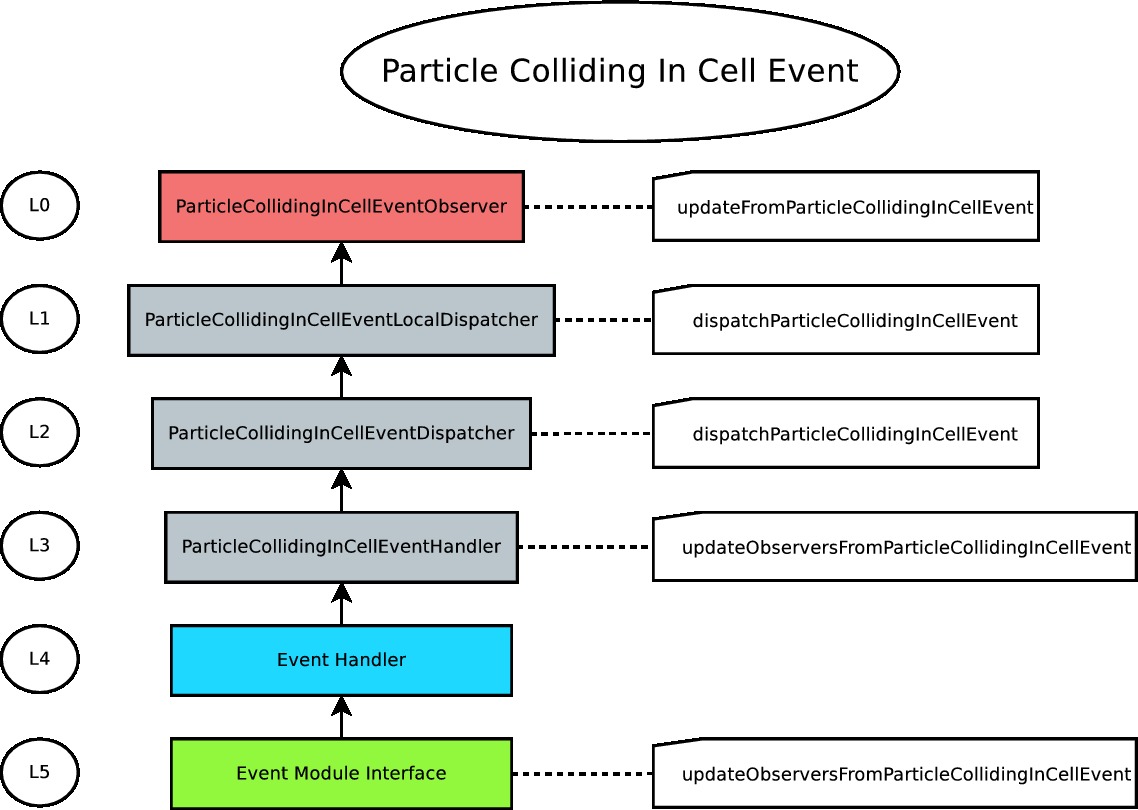 Particle Colliding In Cell Event
L0
ParticleCollidingInCellEventObserver
updateFromParticleCollidingInCellEvent
L1
ParticleCollidingInCellEventLocalDispatcher
dispatchParticleCollidingInCellEvent
L2
ParticleCollidingInCellEventDispatcher
dispatchParticleCollidingInCellEvent
L3
ParticleCollidingInCellEventHandler
updateObserversFromParticleCollidingInCellEvent
L4
Event Handler
L5
Event Module Interface
updateObserversFromParticleCollidingInCellEvent